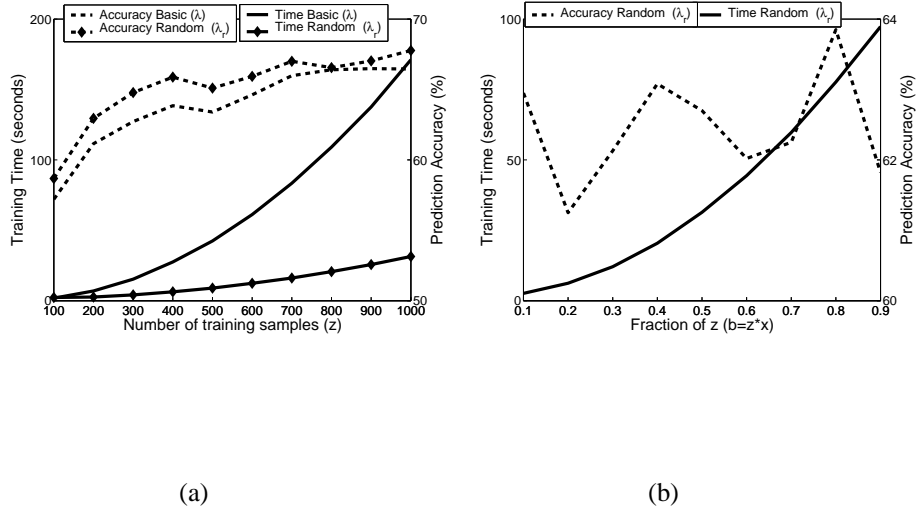 Accuracy Basic (λ)
Accuracy Random (λr)
Time Basic (λ)
Time Random (λr)
200
100
0
Training Time (seconds)
70
60
50
Prediction Accuracy (%)
100 200 300 400 500 600 700 800 900 1000
Number of training samples (z)
Accuracy Random (λr)
Time Random (λr)
100
50
0
Training Time (seconds)
64
62
60
Prediction Accuracy (%)
0.1 0.2 0.3 0.4 0.5 0.6 0.7 0.8 0.9
Fraction of z (b=z*x)
(a)
(b)